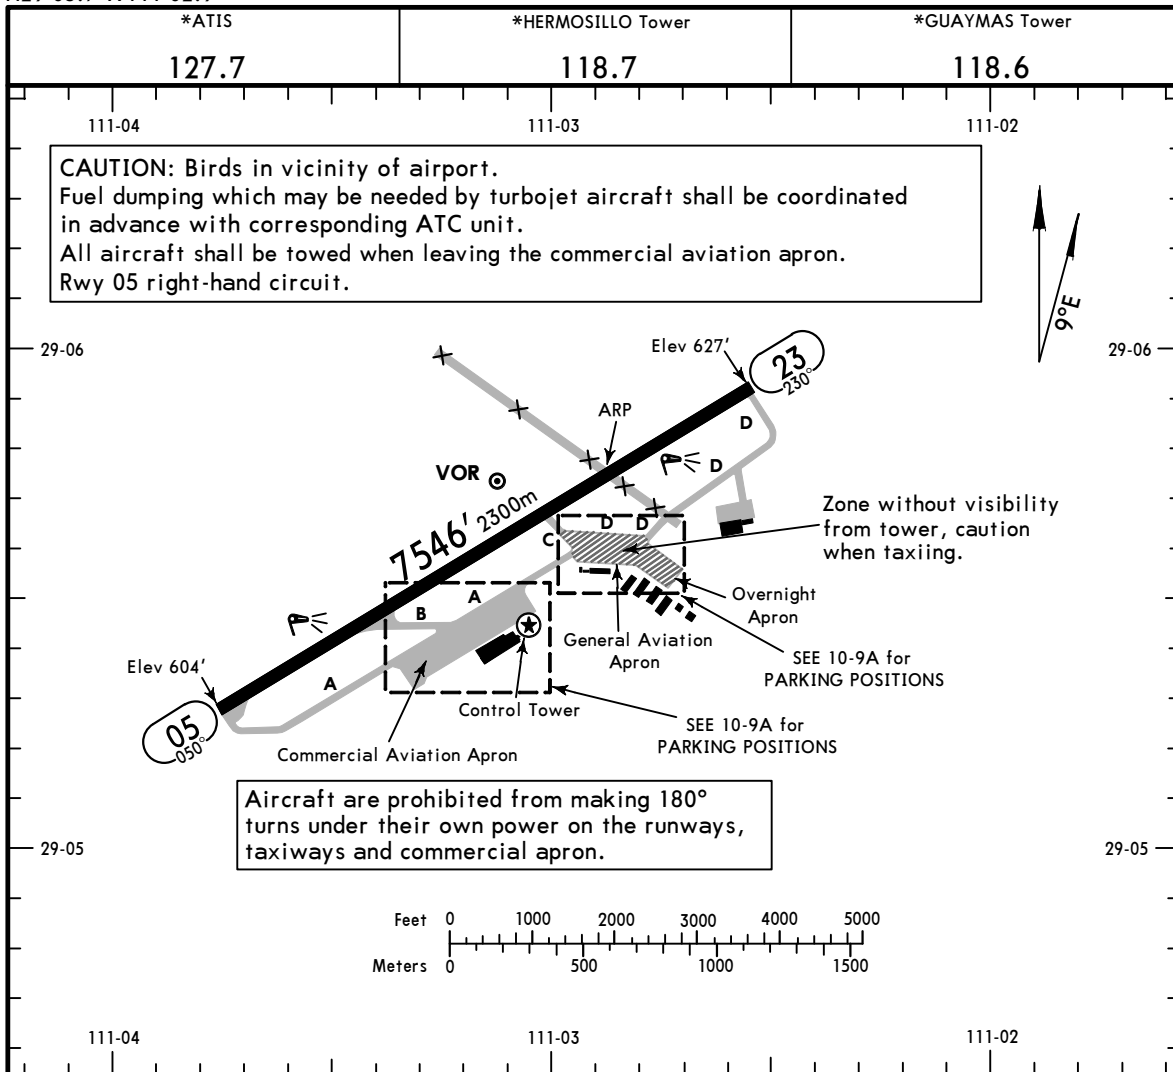 *ATIS
127.7
*HERMOSILLO Tower
118.7
*GUAYMAS Tower
118.6
111-04
111-03
111-02
CAUTION: Birds in vicinity of airport.
Fuel dumping which may be needed by turbojet aircraft shall be coordinated
in advance with corresponding ATC unit.
All aircraft shall be towed when leaving the commercial aviation apron.
Rwy 05 right-hand circuit.
9°E
29-06
29-06
Elev 627'
23
230°
ARP
D
D
VOR
7546' 2300m
Zone without visibility
from tower, caution
when taxiing.
D
D
C
A
B
Overnight
Apron
General Aviation
Apron
SEE 10-9A for
PARKING POSITIONS
Elev 604'
A
Control Tower
05
050°
SEE 10-9A for
PARKING POSITIONS
Commercial Aviation Apron
Aircraft are prohibited from making 180°
turns under their own power on the runways,
taxiways and commercial apron.
29-05
29-05
Feet 0 1000 2000 3000 4000 5000
Meters 0 500 1000 1500
111-04
111-03
111-02